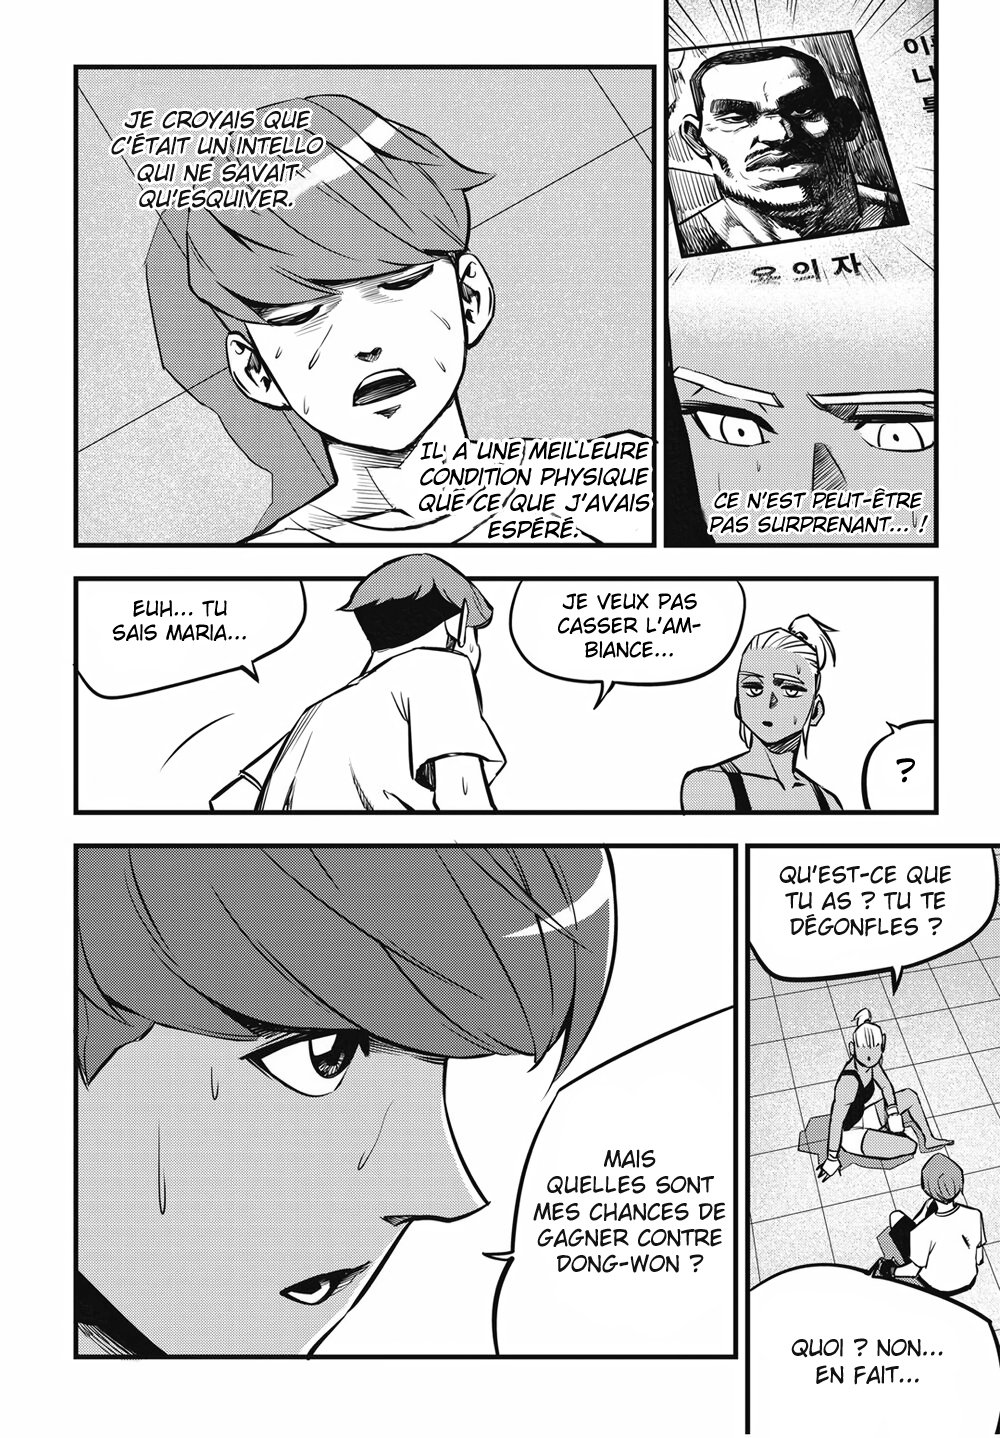 JE CROYAIS QUE
C'ÉTAIT UN INTELLO
QUI NE SAVAIT
QU'ESQUIVER.
IL A UNE MEILLEURE
CONDITION PHYSIQUE
QUE CE QUE J'AVAIS
ESPÉRÉ.
유의자
CE N'EST PEUT-ÊTRE
PAS SURPRENANT... !
EUH... TU
SAIS MARIA...
JE VEUX PAS
CASSER L'AM-
BIANCE...
?
MAIS
QUELLES SONT
MES CHANCES DE
GAGNER CONTRE
DONG-WON ?
QU'EST-CE QUE
TU AS ? TU TE
DÉGONFLES ?
QUOI ? NON...
EN FAIT...